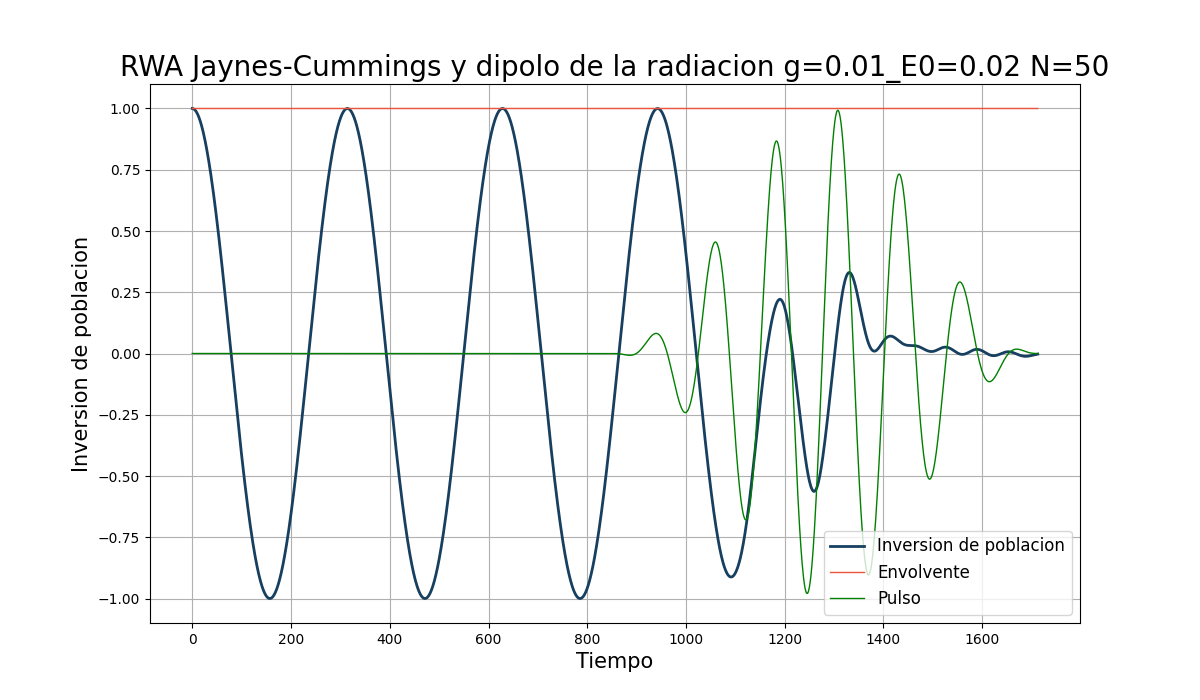 RWA Jaynes-Cummings y dipolo de la radiacion g=0.01_E0=0.02 N=50
Inversion de poblacion
1.00
0.75
0.50
0.25
0.00
−0.25
−0.50
−0.75
−1.00
Inversion de poblacion
Envolvente
Pulso
0 200 400 600 800 1000 1200 1400 1600
Tiempo